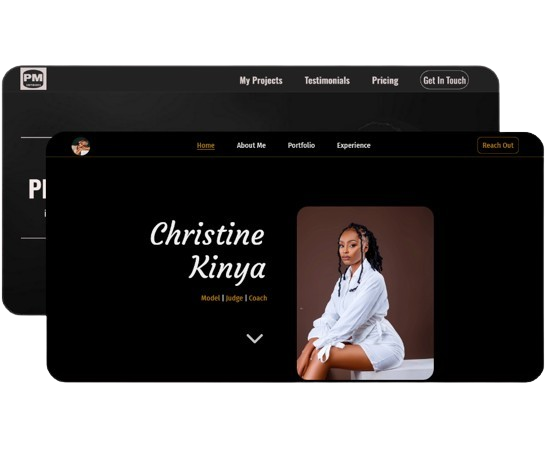 PM
My Projects Testimonials Pricing Get In Touch
Home About Me Portfolio Experience Reach Out
Christine
Kinya
Model | Judge | Coach